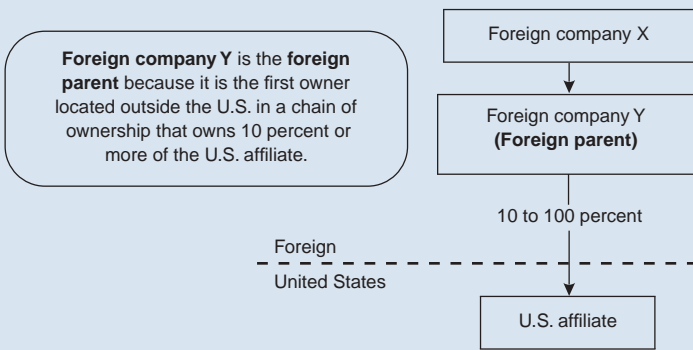 Foreign company Y is the foreign
parent because it is the first owner
located outside the U.S. in a chain of
ownership that owns 10 percent or
more of the U.S. affiliate.
Foreign company X
Foreign company Y
(Foreign parent)
10 to 100 percent
Foreign
United States
U.S. affiliate